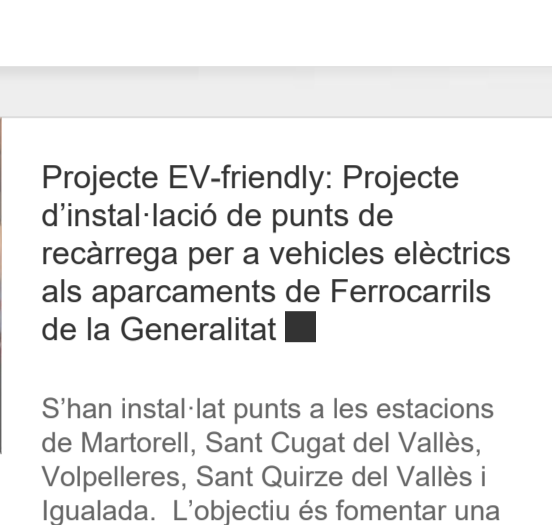 Projecte EV-friendly: Projecte
d’instal·lació de punts de
recàrrega per a vehicles elèctrics
als aparcaments de Ferrocarrils
de la Generalitat
S’han instal·lat punts a les estacions
de Martorell, Sant Cugat del Vallès,
Volpelleres, Sant Quirze del Vallès i
Igualada.  L’objectiu és fomentar una